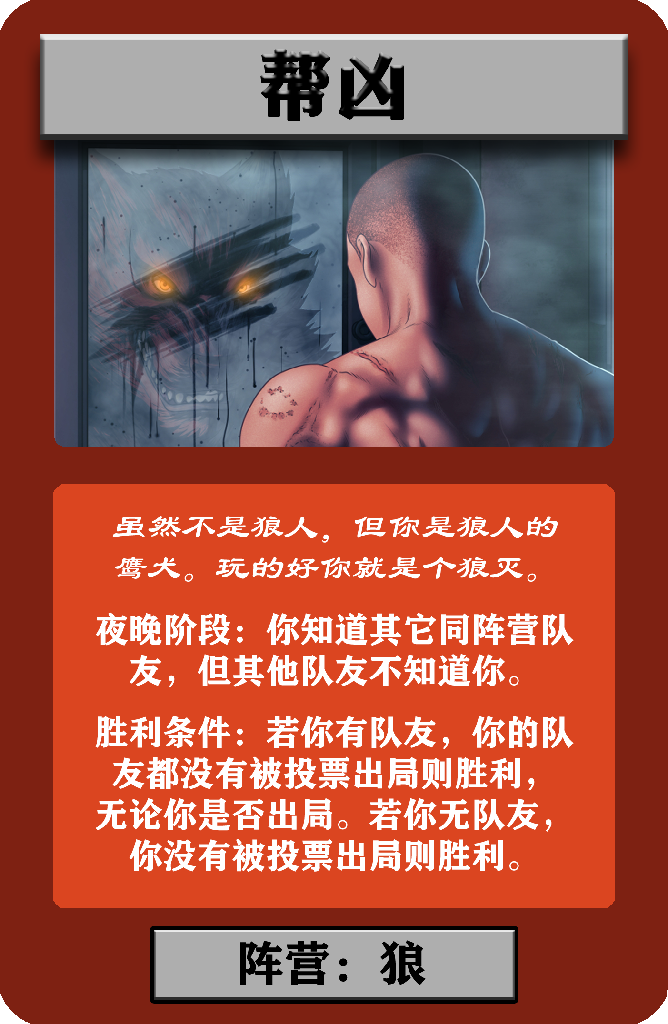 帮凶
虽然不是狼人，但你是狼人的
鹰犬。玩的好你就是个狼灭。
夜晚阶段：你知道其它同阵营队
友，但其他队友不知道你。
胜利条件：若你有队友，你的队
友都没有被投票出局则胜利，
无论你是否出局。若你无队友，
你没有被投票出局则胜利。
阵营：狼